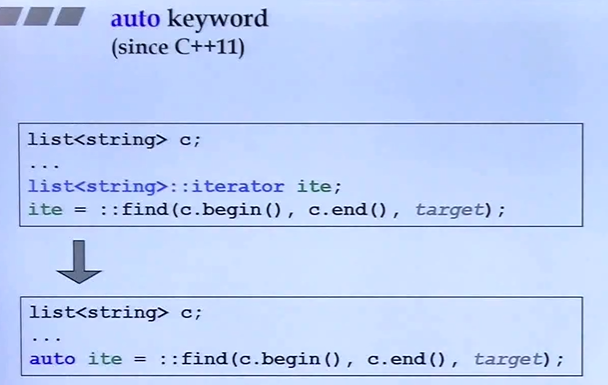 auto keyword
(since C++11)
list<string> c;
...
list<string>::iterator ite;
ite = ::find(c.begin(), c.end(), target);
list<string> c;
...
auto ite = ::find(c.begin(), c.end(), target);